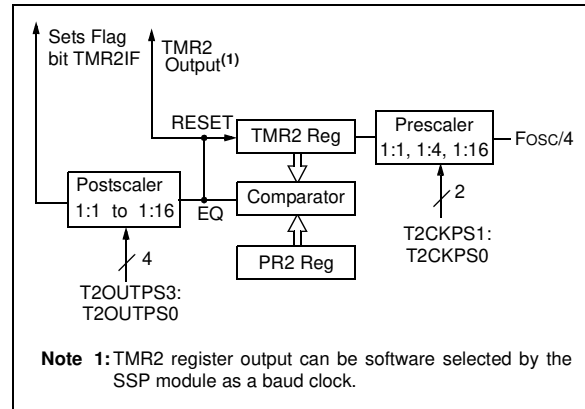 Sets Flag
bit TMR2IF
TMR2
Output(1)
RESET
TMR2 Reg
Prescaler
1:1, 1:4, 1:16
FOSC/4
Postscaler
1:1 to 1:16
EQ
Comparator
2
T2CKPS1:
T2CKPS0
PR2 Reg
4
T2OUTPS3:
T2OUTPS0
Note 1: TMR2 register output can be software selected by the
SSP module as a baud clock.